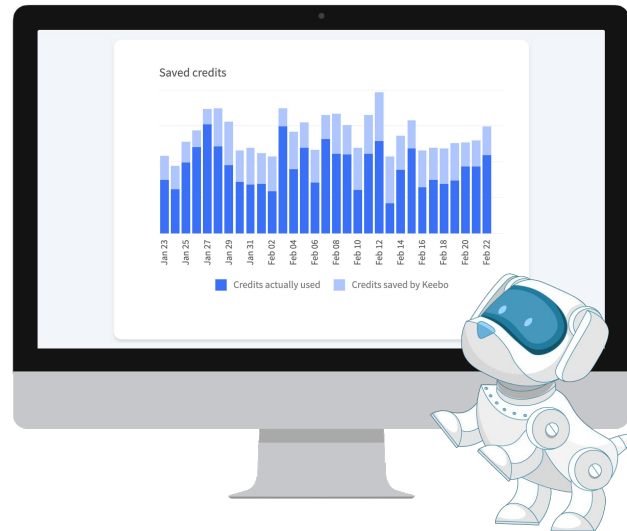 Saved credits
Jan 23
Jan 25
Jan 27
Jan 29
Jan 31
Feb 02
Feb 04
Feb 06
Feb 08
Feb 10
Feb 12
Feb 14
Feb 16
Feb 18
Feb 20
Feb 22
Credits actually used
Credits saved by Keebo